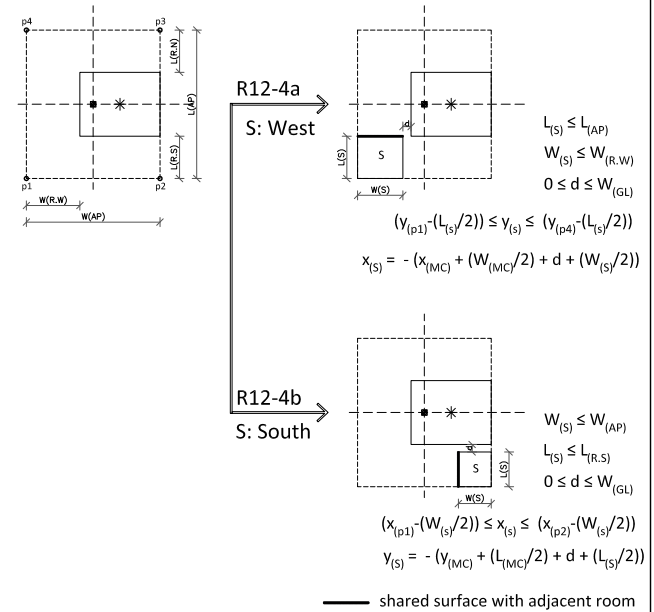 p4
p3
L(R.N)
L(AP)
L(R.S)
p1
p2
W(R.W)
W(AP)
R12-4a
S: West
d
S
L(S)
W(S)
L(S) ≤ L(AP)
W(S) ≤ W(R.W)
0 ≤ d ≤ W(GL)
(y(p1)-(L(s)/2)) ≤ y(s) ≤ (y(p4)-(L(s)/2))
x(S) = - (x(MC) + (W(MC)/2) + d + (W(S)/2))
R12-4b
S: South
d
S
L(S)
W(S)
W(S) ≤ W(AP)
L(S) ≤ L(R.S)
0 ≤ d ≤ W(GL)
(x(p1)-(W(s)/2)) ≤ x(s) ≤ (x(p2)-(W(s)/2))
y(S) = - (y(MC) + (L(MC)/2) + d + (L(S)/2))
shared surface with adjacent room